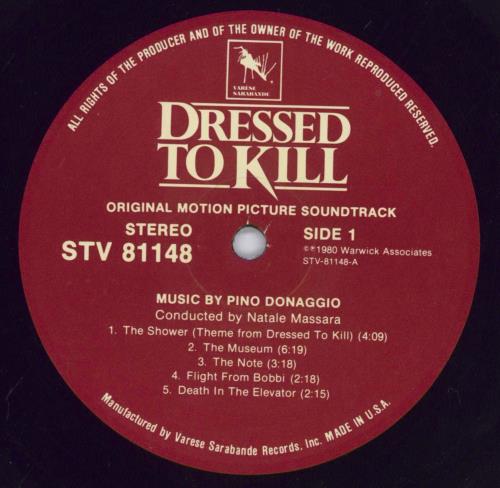 ALL RIGHTS OF THE PRODUCER AND OF THE OWNER OF THE WORK REPRODUCED RESERVED.
VARÈSE
SARABANDE
DRESSED
TO KILL
ORIGINAL MOTION PICTURE SOUNDTRACK
STEREO
STV 81148
SIDE 1
©℗1980 Warwick Associates
STV-81148-A
MUSIC BY PINO DONAGGIO
Conducted by Natale Massara
1. The Shower (Theme from Dressed To Kill) (4:09)
2. The Museum (6:19)
3. The Note (3:18)
4. Flight From Bobbi (2:18)
5. Death In The Elevator (2:15)
Manufactured by Varese Sarabande Records, Inc. MADE IN U.S.A.